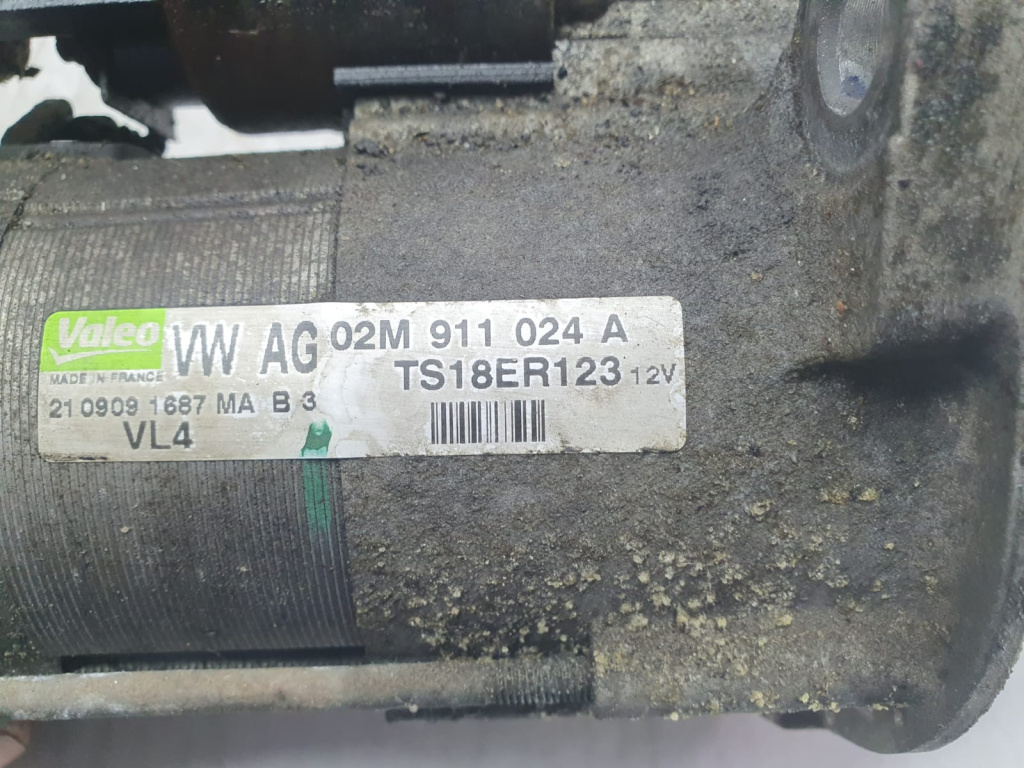 Valeo
MADE IN FRANCE
VW AG
02M 911 024 A
TS18ER123 12V
21 0909 1687 MA B 3
VL4